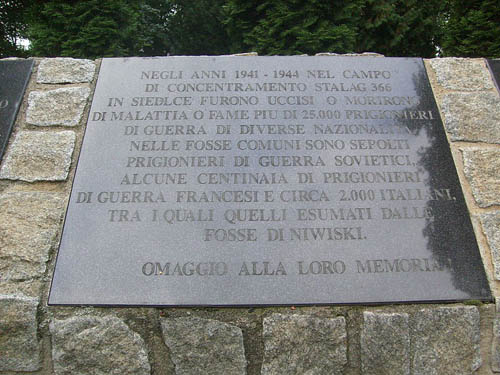 NEGLI ANNI 1941 - 1944 NEL CAMPO
DI CONCENTRAMENTO STALAG 366
IN SIEDLCE FURONO UCCISI O MORIRONO
DI MALATTIA O FAME PIU DI 25.000 PRIGIONIERI
DI GUERRA DI DIVERSE NAZIONALITA
NELLE FOSSE COMUNI SONO SEPOLTI
PRIGIONIERI DI GUERRA SOVIETICI,
ALCUNE CENTINAIA DI PRIGIONIERI
DI GUERRA FRANCESI E CIRCA 2.000 ITALIANI,
TRA I QUALI QUELLI ESUMATI DALLE
FOSSE DI NIWISKI.
OMAGGIO ALLA LORO MEMORIA